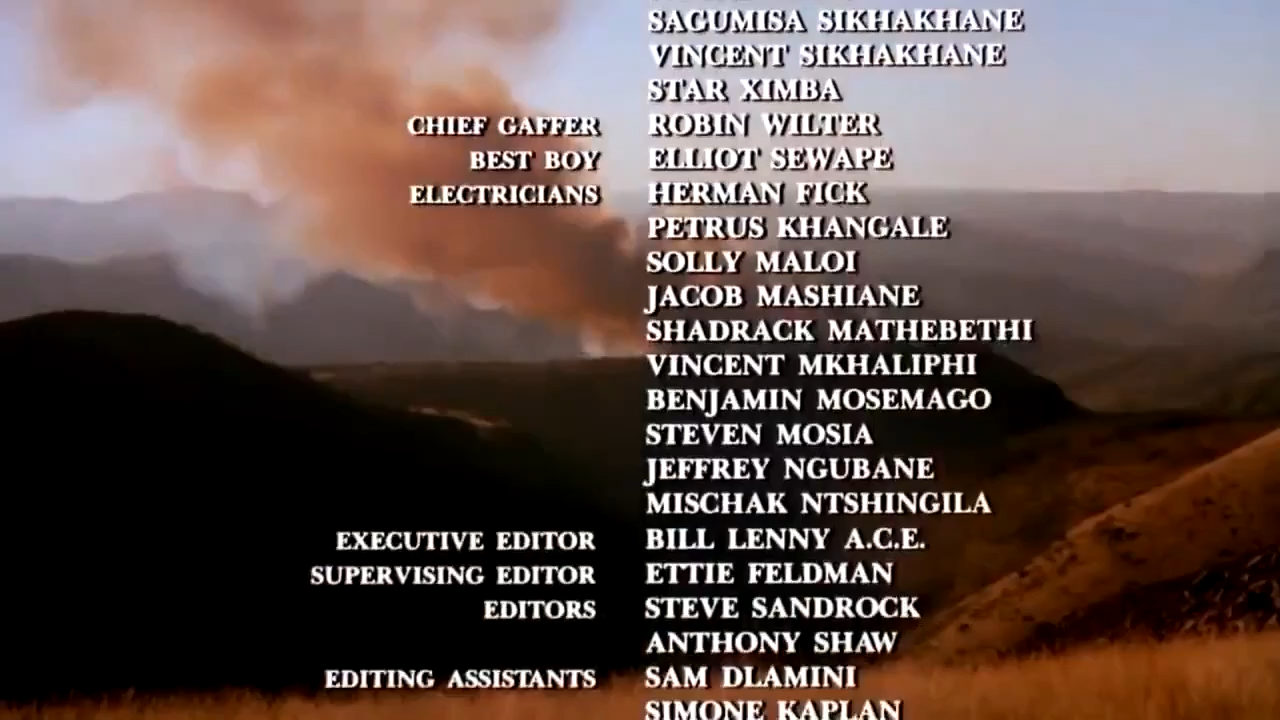 SAGUMISA SIKHAKHANE
VINCENT SIKHAKHANE
STAR XIMBA
CHIEF GAFFER ROBIN WILTER
BEST BOY ELLIOT SEWAPE
ELECTRICIANS HERMAN FICK
PETRUS KHANGALE
SOLLY MALOI
JACOB MASHIANE
SHADRACK MATHEBETHI
VINCENT MKHALIPHI
BENJAMIN MOSEMAGO
STEVEN MOSIA
JEFFREY NGUBANE
MISCHAK NTSHINGILA
EXECUTIVE EDITOR BILL LENNY A.C.E.
SUPERVISING EDITOR ETTIE FELDMAN
EDITORS STEVE SANDROCK
ANTHONY SHAW
EDITING ASSISTANTS SAM DLAMINI
SIMONE KAPLAN